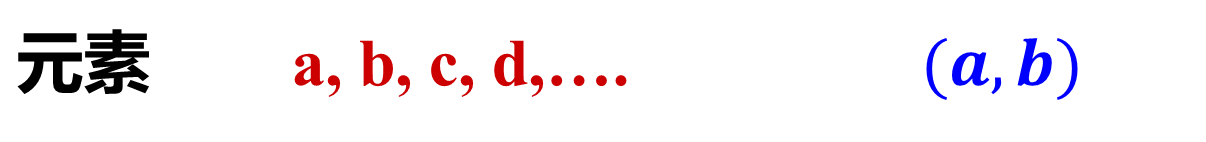 元素 a, b, c, d,…. (a, b)